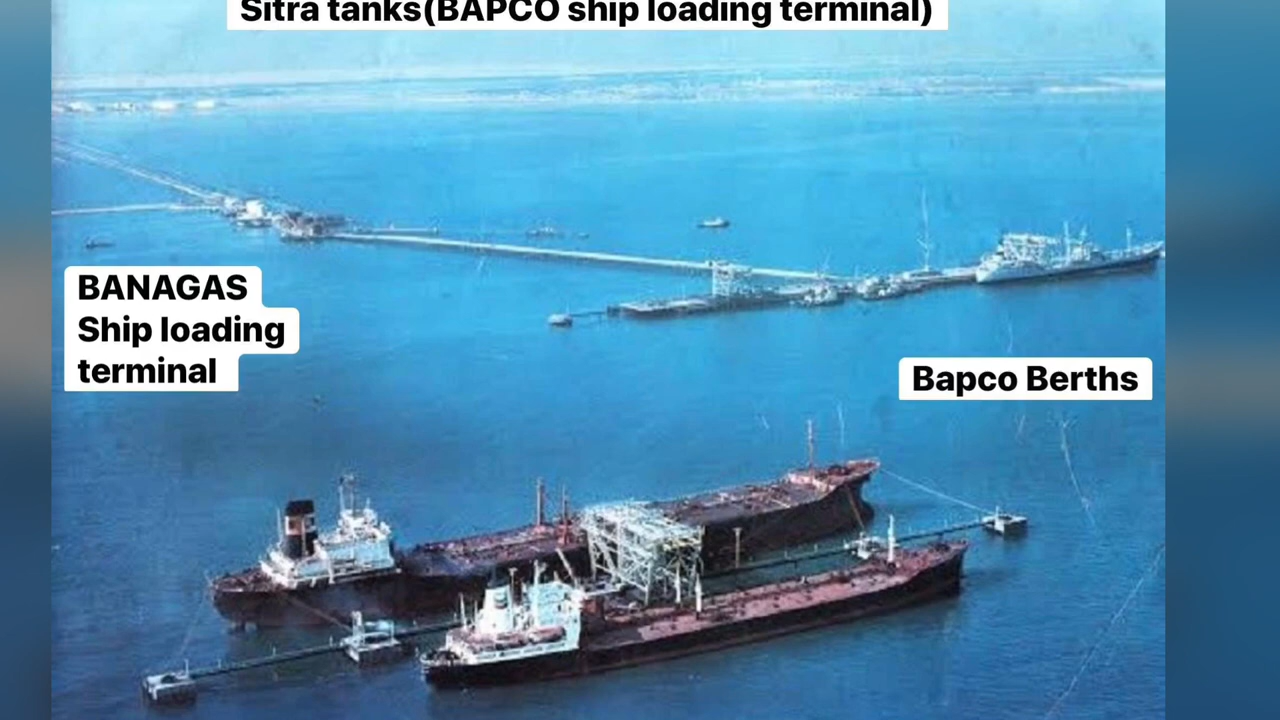 Sitra tanks(BAPCO ship loading terminal)
BANAGAS
Ship loading
terminal
Bapco Berths